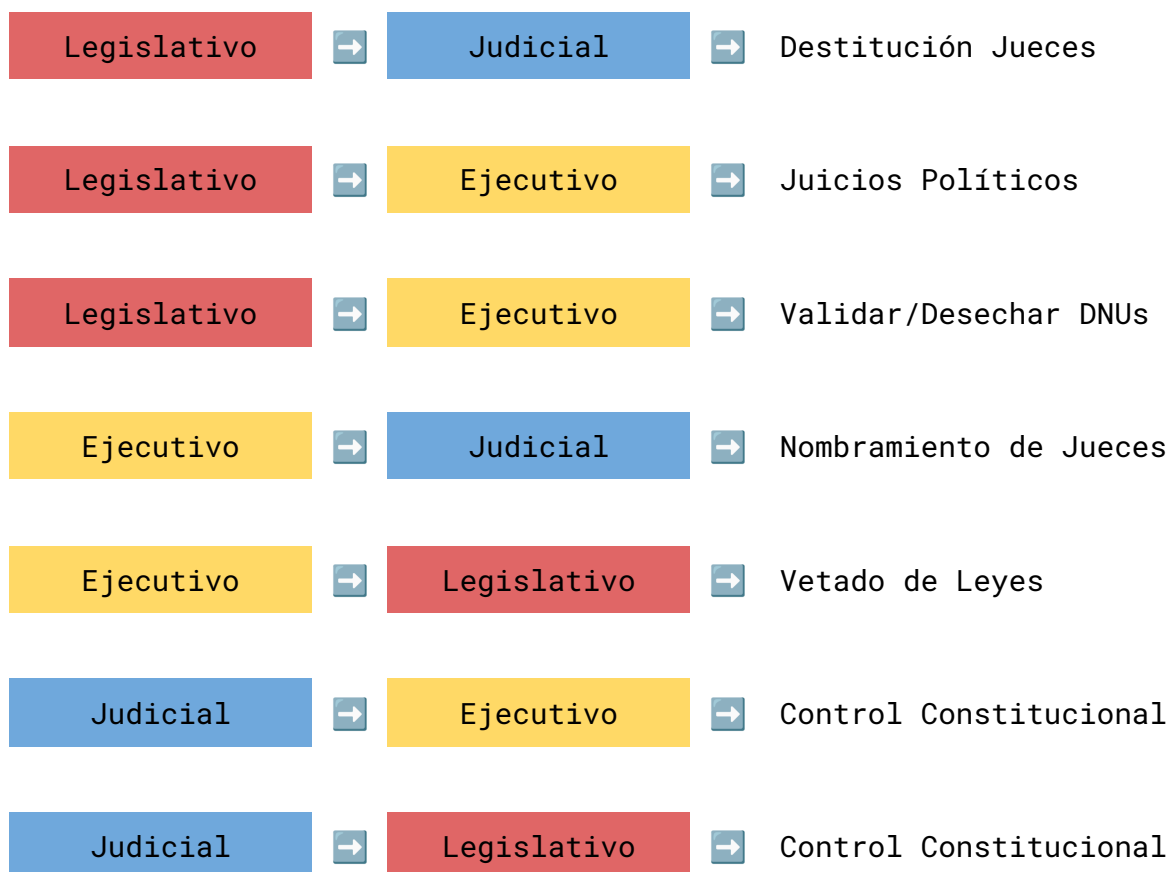 Legislativo ➡️ Judicial ➡️ Destitución Jueces
Legislativo ➡️ Ejecutivo ➡️ Juicios Políticos
Legislativo ➡️ Ejecutivo ➡️ Validar/Desechar DNUs
Ejecutivo ➡️ Judicial ➡️ Nombramiento de Jueces
Ejecutivo ➡️ Legislativo ➡️ Vetado de Leyes
Judicial ➡️ Ejecutivo ➡️ Control Constitucional
Judicial ➡️ Legislativo ➡️ Control Constitucional